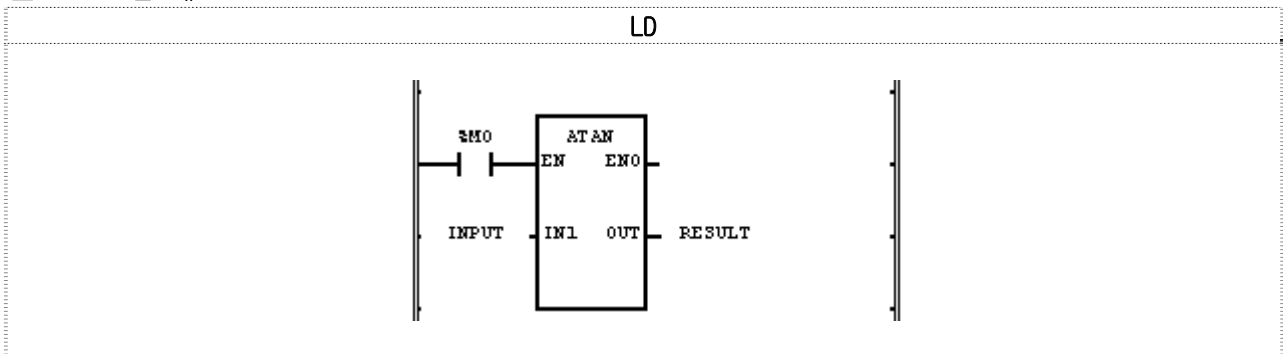 LD
%M0 ATAN
EN ENO
INPUT IN1 OUT RESULT